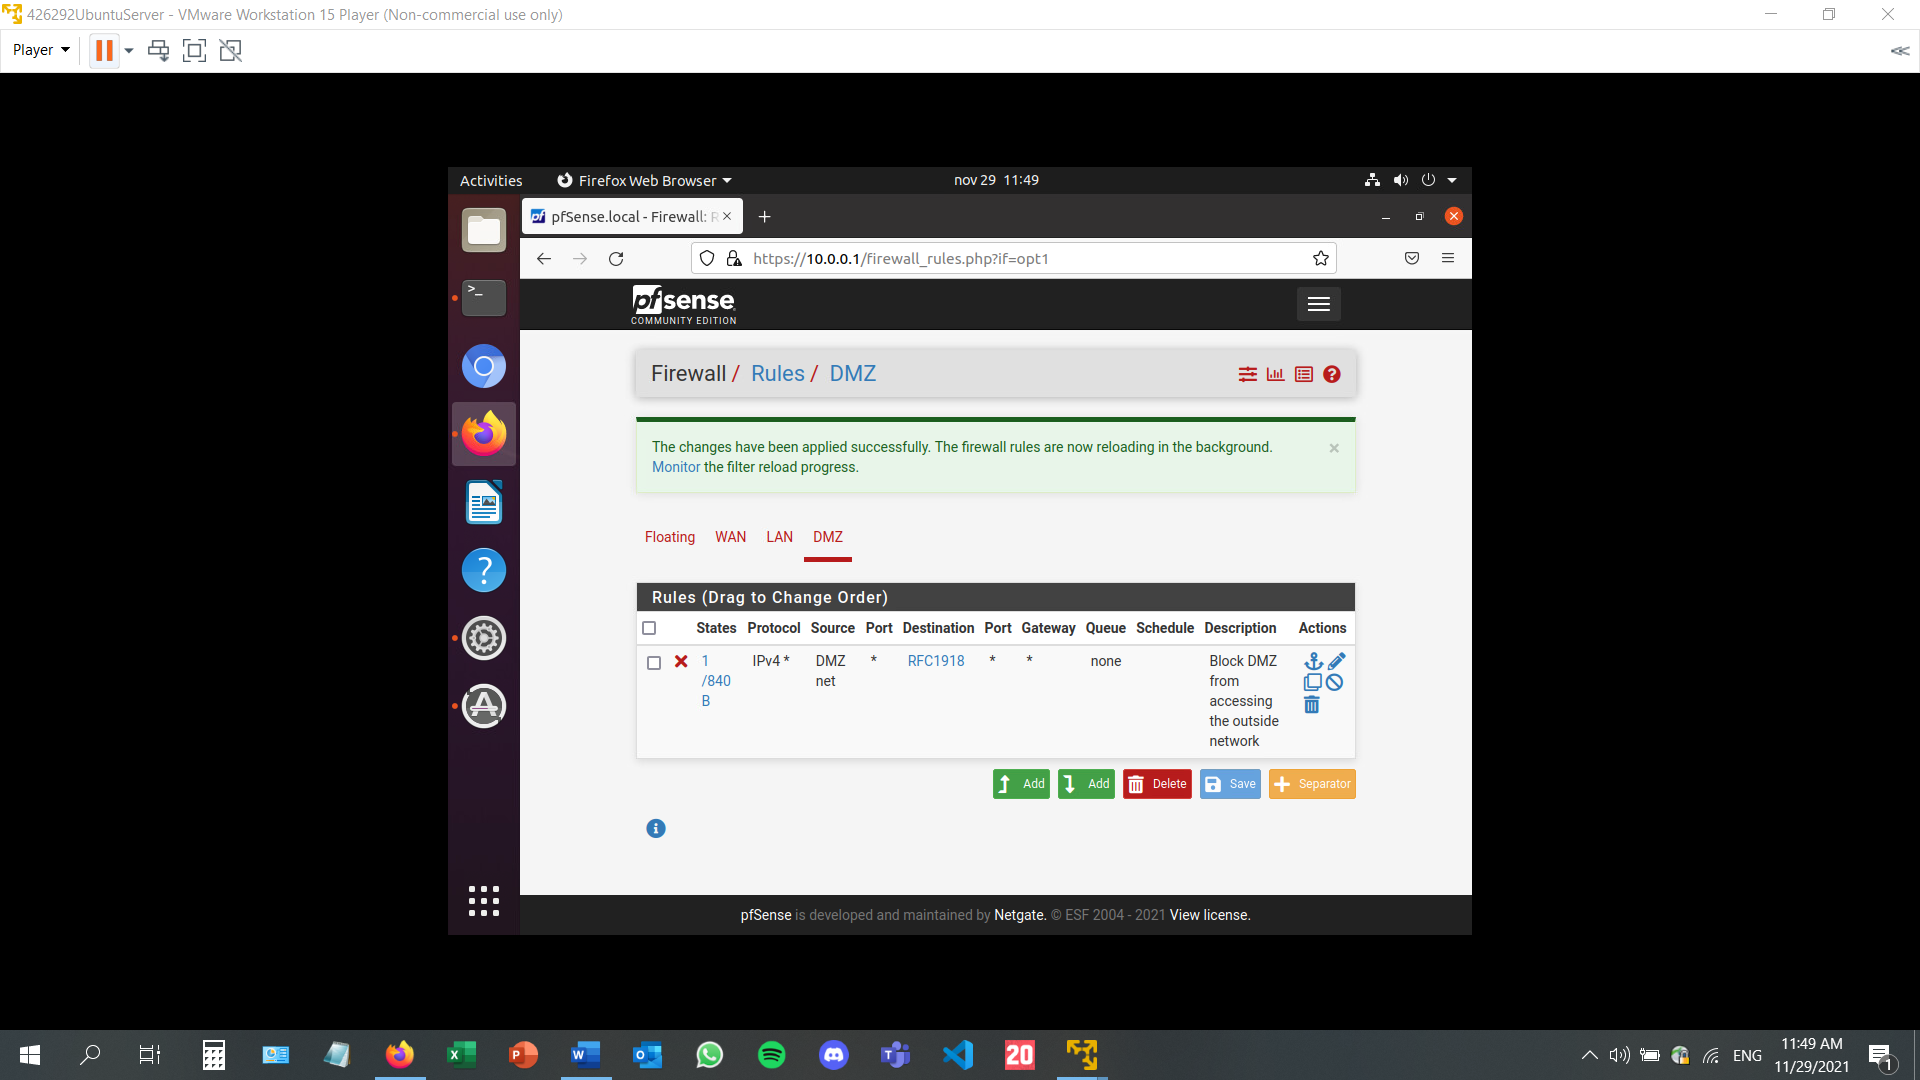 426292UbuntuServer - VMware Workstation 15 Player (Non-commercial use only)
Player
Activities
Firefox Web Browser
nov 29 11:49
pfSense.local - Firewall: R
https://10.0.0.1/firewall_rules.php?if=opt1
pfsense
COMMUNITY EDITION
Firewall / Rules / DMZ
The changes have been applied successfully. The firewall rules are now reloading in the background.
Monitor the filter reload progress.
Floating WAN LAN DMZ
Rules (Drag to Change Order)
States Protocol Source Port Destination Port Gateway Queue Schedule Description Actions
1 IPv4 * DMZ * RFC1918 * * none Block DMZ
/840 net from
B accessing
the outside
network
Add Add Delete Save Separator
pfSense is developed and maintained by Netgate. © ESF 2004 - 2021 View license.
ENG
11:49 AM
11/29/2021
1
20